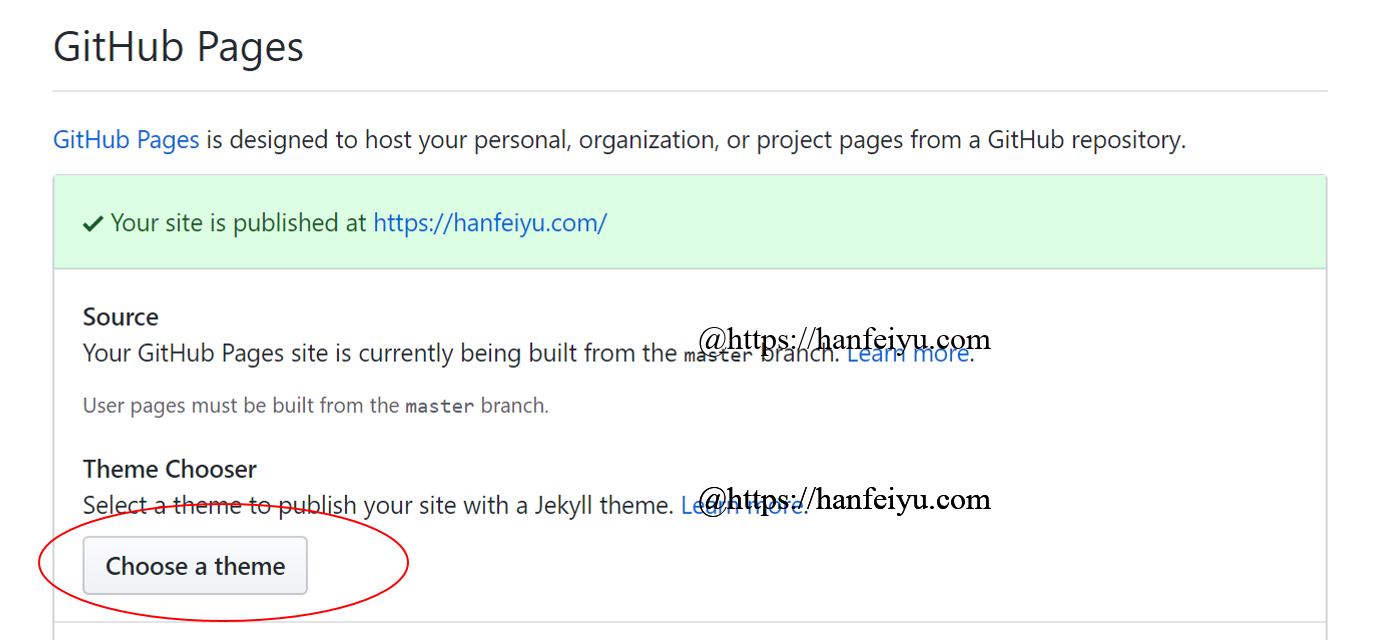 GitHub Pages
GitHub Pages is designed to host your personal, organization, or project pages from a GitHub repository.
✓ Your site is published at https://hanfeiyu.com/
Source
@https://hanfeiyu.com
Your GitHub Pages site is currently being built from the master branch. Learn more.
User pages must be built from the master branch.
Theme Chooser
@https://hanfeiyu.com
Select a theme to publish your site with a Jekyll theme. Learn more.
Choose a theme